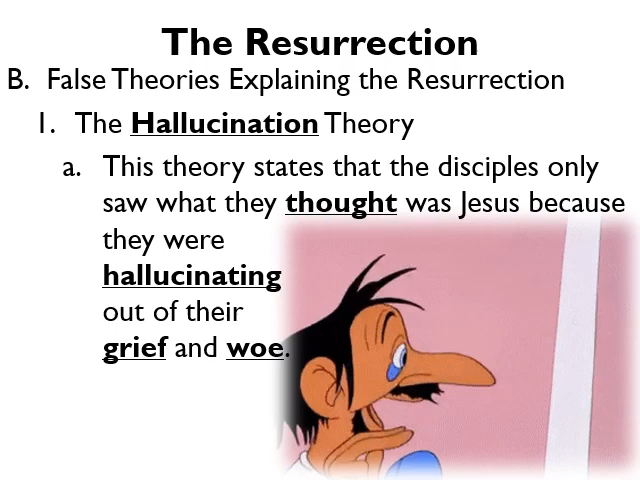 The Resurrection
B. False Theories Explaining the Resurrection
1. The Hallucination Theory
a. This theory states that the disciples only
saw what they thought was Jesus because
they were
hallucinating
out of their
grief and woe.